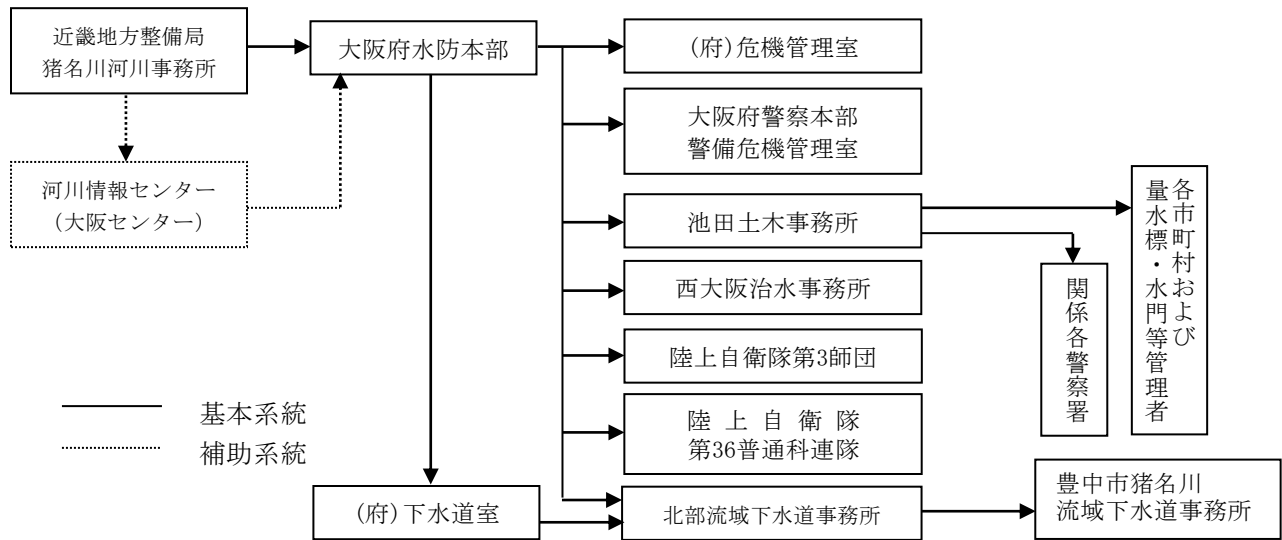 近畿地方整備局
猪名川河川事務所
河川情報センター
（大阪センター）
大阪府水防本部
(府)危機管理室
大阪府警察本部
警備危機管理室
池田土木事務所
西大阪治水事務所
陸上自衛隊第3師団
陸上自衛隊
第36普通科連隊
(府)下水道室
北部流域下水道事務所
各市町村および
量水標・水門等管理者
関係各警察署
豊中市猪名川
流域下水道事務所
基本系統
補助系統